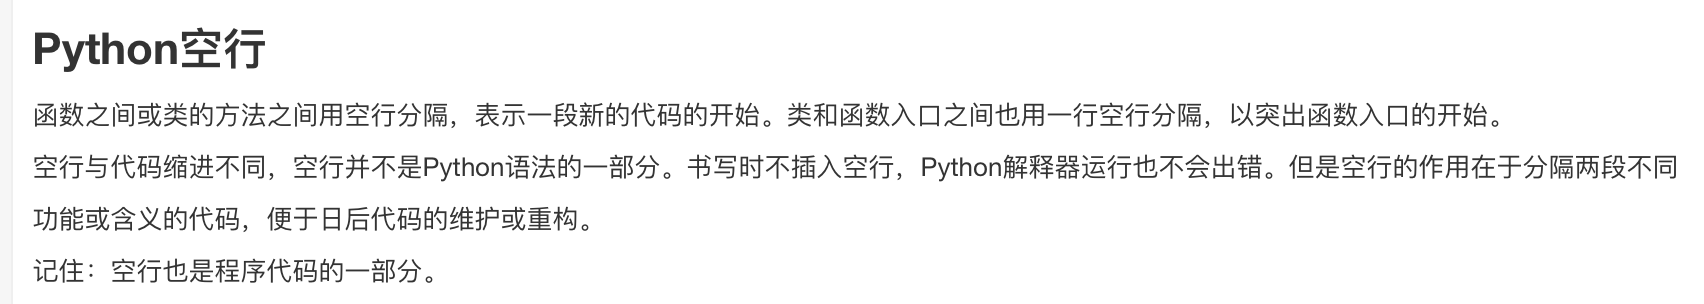 Python空行
函数之间或类的方法之间用空行分隔，表示一段新的代码的开始。类和函数入口之间也用一行空行分隔，以突出函数入口的开始。
空行与代码缩进不同，空行并不是Python语法的一部分。书写时不插入空行，Python解释器运行也不会出错。但是空行的作用在于分隔两段不同
功能或含义的代码，便于日后代码的维护或重构。
记住：空行也是程序代码的一部分。